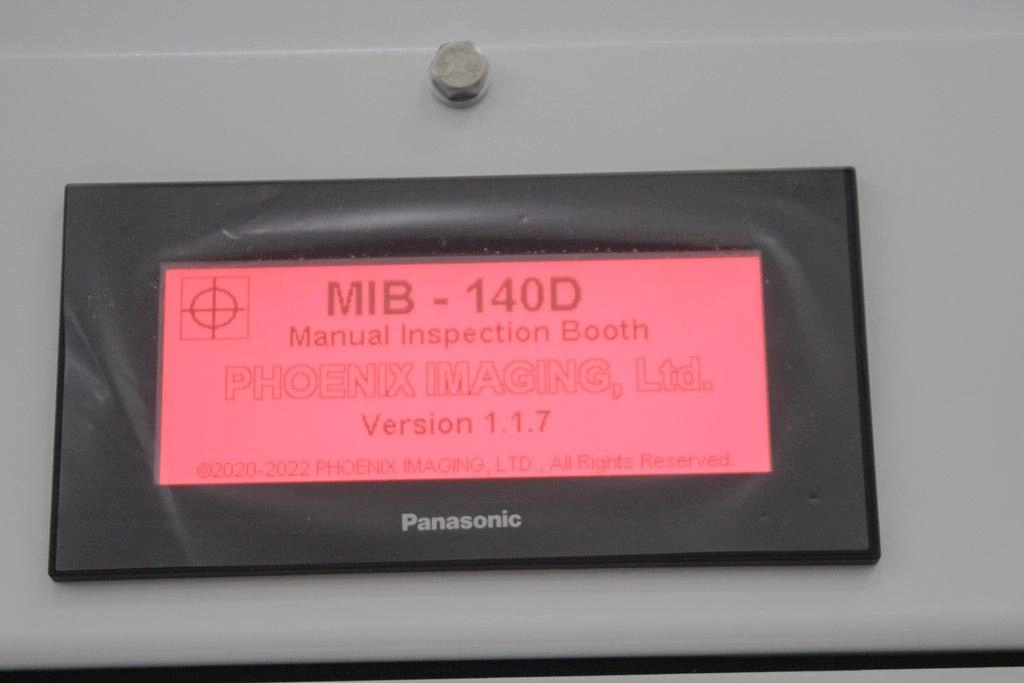 MIB - 140D
Manual Inspection Booth
PHOENIX IMAGING, Ltd.
Version 1.1.7
©2020-2022 PHOENIX IMAGING, LTD., All Rights Reserved.
Panasonic